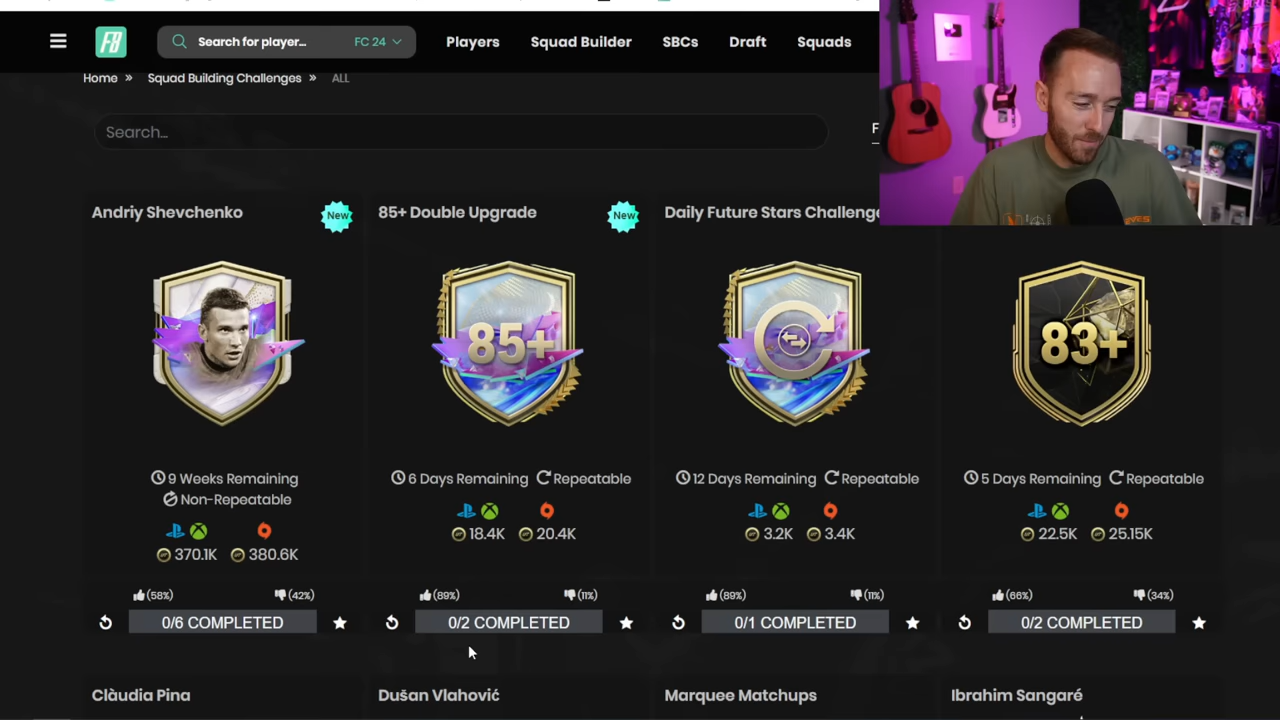 FB
Search for player...
FC 24
Players
Squad Builder
SBCs
Draft
Squads
Home » Squad Building Challenges » ALL
Search...
F
Andriy Shevchenko
New
85+ Double Upgrade
New
Daily Future Stars Challenge
85+
83+
9 Weeks Remaining
Non-Repeatable
6 Days Remaining Repeatable
12 Days Remaining Repeatable
5 Days Remaining Repeatable
370.1K 380.6K
18.4K 20.4K
3.2K 3.4K
22.5K 25.15K
(58%) (42%)
(89%) (11%)
(89%) (11%)
(66%) (34%)
0/6 COMPLETED
0/2 COMPLETED
0/1 COMPLETED
0/2 COMPLETED
Clàudia Pina
Dušan Vlahović
Marquee Matchups
Ibrahim Sangaré